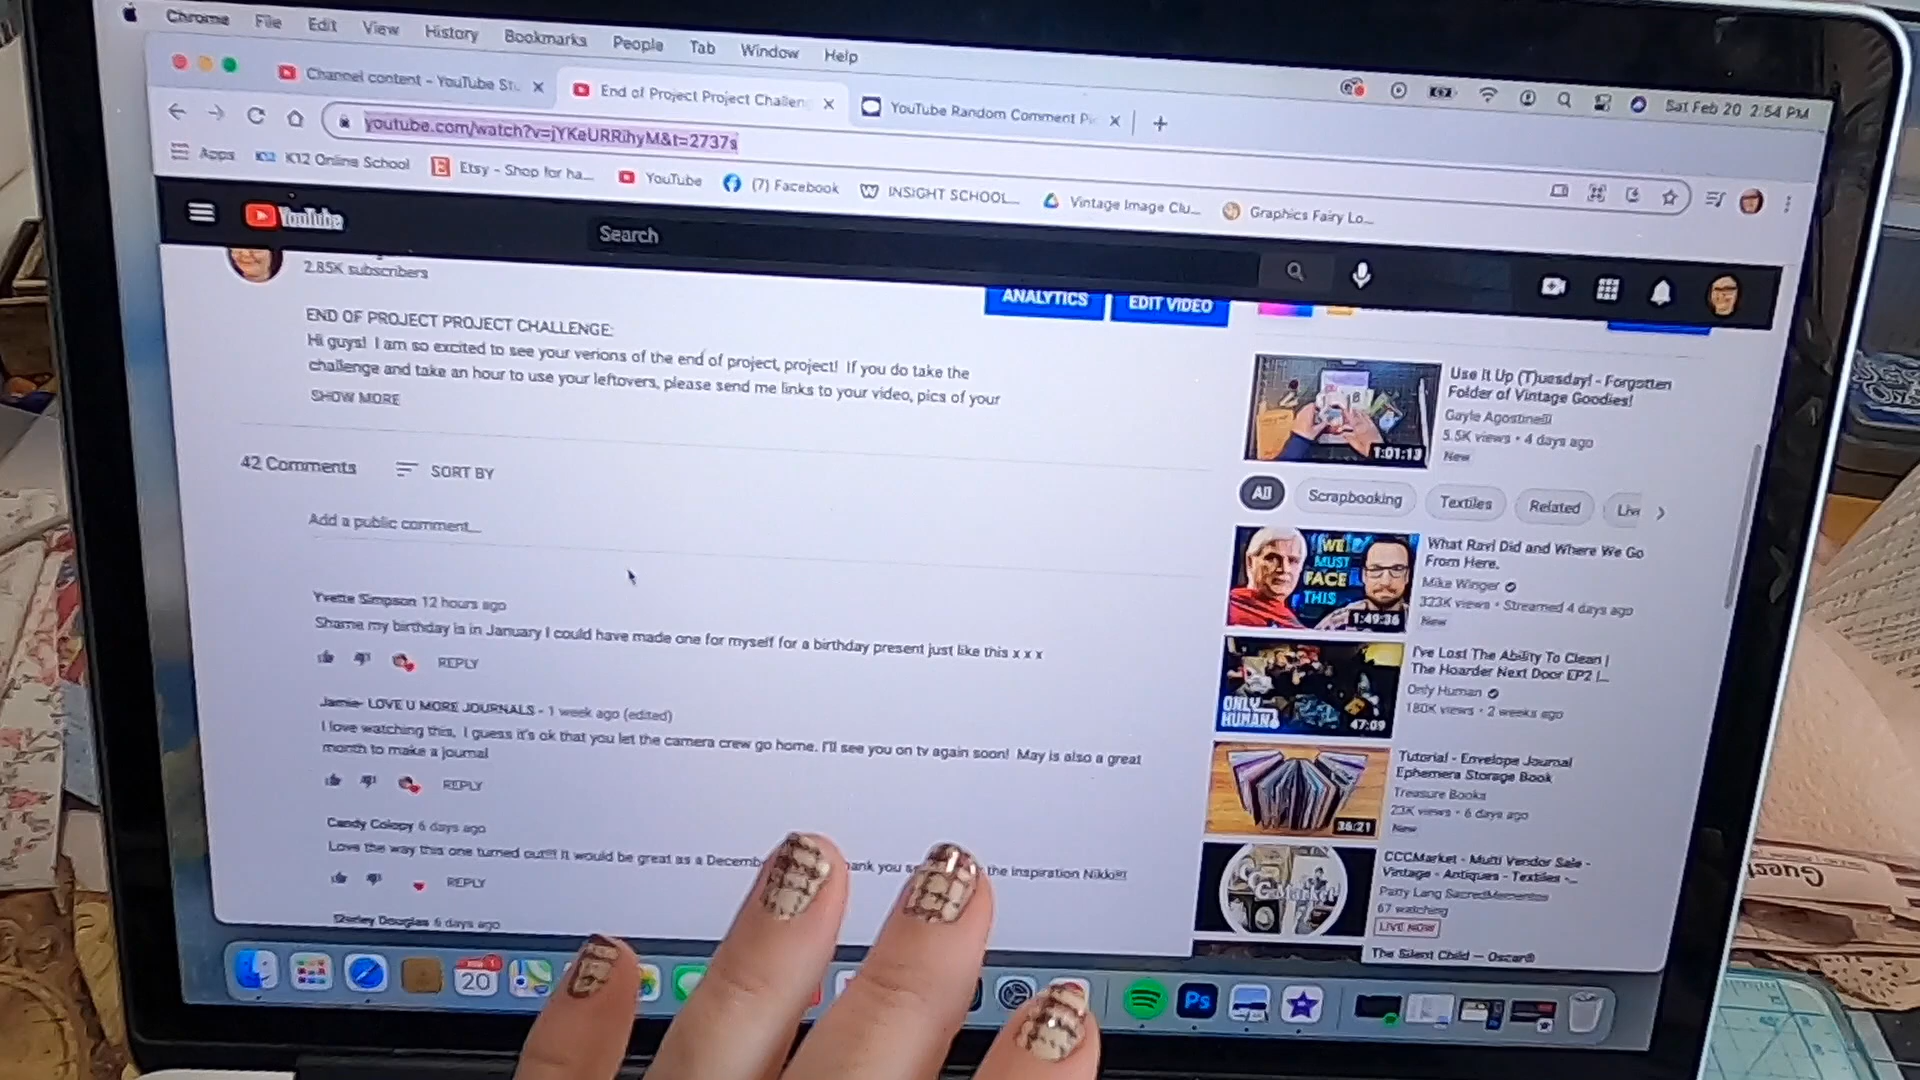 Chrome File Edit View History Bookmarks People Tab Window Help
Sat Feb 20 2:54 PM
Channel content - YouTube Stu
End of Project Project Challen
YouTube Random Comment Pi
youtube.com/watch?v=jYKeURRihyM&t=2737s
Apps K12 Online School Etsy - Shop for ha... YouTube (7) Facebook INSIGHT SCHOOL... Vintage Image Clu... Graphics Fairy Lo...
YouTube
Search
2.85K subscribers
ANALYTICS EDIT VIDEO
END OF PROJECT PROJECT CHALLENGE:
Hi guys! I am so excited to see your verions of the end of project, project! If you do take the
challenge and take an hour to use your leftovers, please send me links to your video, pics of your
SHOW MORE
42 Comments SORT BY
Add a public comment...
Yvette Simpson 12 hours ago
Shame my birthday is in January I could have made one for myself for a birthday present just like this x x x
REPLY
Jamie- LOVE U MORE JOURNALS - 1 week ago (edited)
I love watching this, I guess it's ok that you let the camera crew go home. I'll see you on tv again soon! May is also a great
month to make a journal
REPLY
Candy Colopy 6 days ago
Love the way this one turned out!!! It would be great as a Decemb ank you s the inspiration Nikki!!!
REPLY
Shirley Douglas 6 days ago
Use It Up (T)uesday! - Forgotten
Folder of Vintage Goodies!
Gayle Agostinelli
5.5K views • 4 days ago
New
1:01:13
All Scrapbooking Textiles Related Live
WE
MUST
FACE
THIS
1:49:36
What Ravi Did and Where We Go
From Here.
Mike Winger
323K views • Streamed 4 days ago
New
ONLY
HUMAN
47:09
I've Lost The Ability To Clean |
The Hoarder Next Door EP2 |...
Only Human
180K views • 2 weeks ago
36:21
Tutorial - Envelope Journal
Ephemera Storage Book
Treasure Books
23K views • 6 days ago
New
CCCMarket - Multi Vendor Sale -
Vintage - Antiques - Textiles -...
Patty Lang SacredMementos
67 watching
LIVE NOW
The Silent Child — Oscar®
20
Ps
Guest